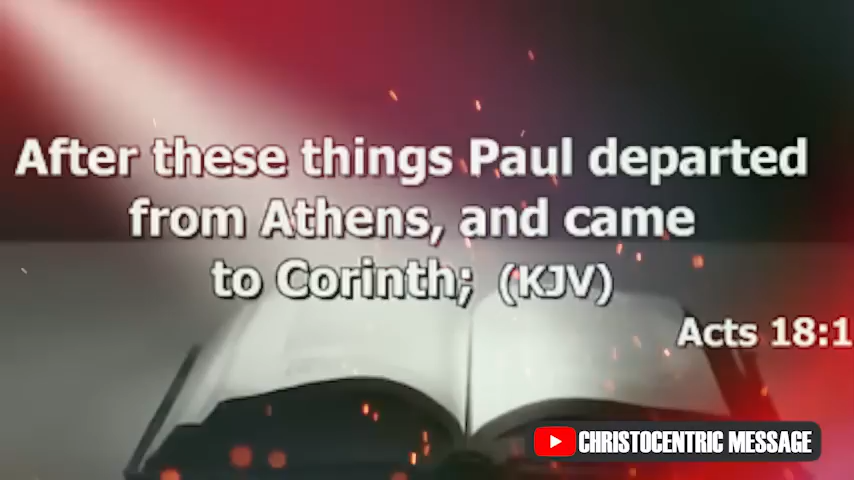 After these things Paul departed
from Athens, and came
to Corinth; (KJV)
Acts 18:1
CHRISTOCENTRIC MESSAGE